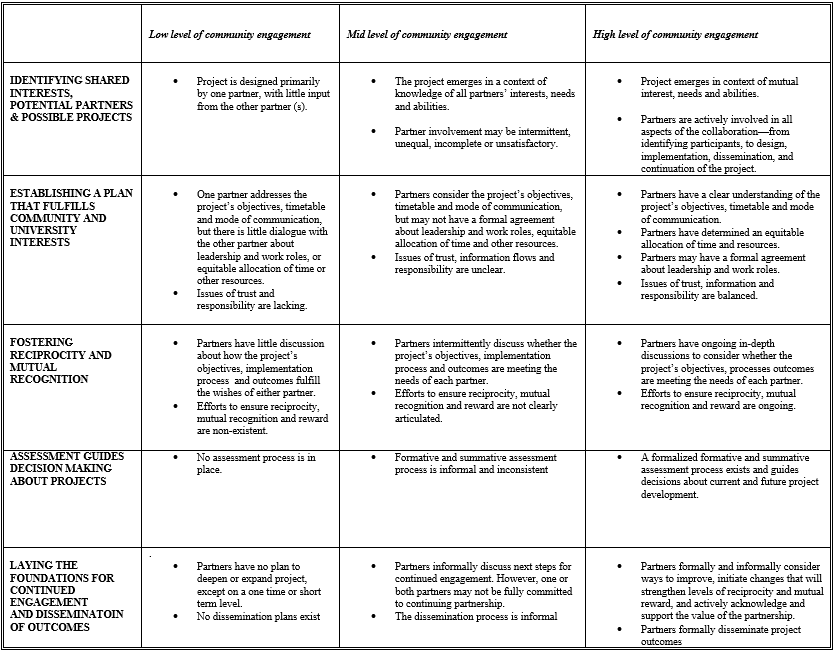 Low level of community engagement
Mid level of community engagement
High level of community engagement
IDENTIFYING SHARED
INTERESTS,
POTENTIAL PARTNERS
& POSSIBLE PROJECTS
• Project is designed primarily
by one partner, with little input
from the other partner (s).
• The project emerges in a context of
knowledge of all partners' interests, needs
and abilities.
• Partner involvement may be intermittent,
unequal, incomplete or unsatisfactory.
• Project emerges in context of mutual
interest, needs and abilities.
• Partners are actively involved in all
aspects of the collaboration—from
identifying participants, to design,
implementation, dissemination, and
continuation of the project.
ESTABLISHING A PLAN
THAT FULFILLS
COMMUNITY AND
UNIVERSITY
INTERESTS
• One partner addresses the
project's objectives, timetable
and mode of communication,
but there is little dialogue with
the other partner about
leadership and work roles, or
equitable allocation of time or
other resources.
• Issues of trust and
responsibility are lacking.
• Partners consider the project's objectives,
timetable and mode of communication,
but may not have a formal agreement
about leadership and work roles, equitable
allocation of time and other resources.
• Issues of trust, information flows and
responsibility are unclear.
• Partners have a clear understanding of the
project's objectives, timetable and mode
of communication.
• Partners have determined an equitable
allocation of time and resources.
• Partners may have a formal agreement
about leadership and work roles.
• Issues of trust, information and
responsibility are balanced.
FOSTERING
RECIPROCITY AND
MUTUAL
RECOGNITION
• Partners have little discussion
about how the project's
objectives, implementation
process and outcomes fulfill
the wishes of either partner.
• Efforts to ensure reciprocity,
mutual recognition and reward
are non-existent.
• Partners intermittently discuss whether the
project's objectives, implementation
process and outcomes are meeting the
needs of each partner.
• Efforts to ensure reciprocity, mutual
recognition and reward are not clearly
articulated.
• Partners have ongoing in-depth
discussions to consider whether the
project's objectives, processes outcomes
are meeting the needs of each partner.
• Efforts to ensure reciprocity, mutual
recognition and reward are ongoing.
ASSESSMENT GUIDES
DECISION MAKING
ABOUT PROJECTS
• No assessment process is in
place.
• Formative and summative assessment
process is informal and inconsistent
• A formalized formative and summative
assessment process exists and guides
decisions about current and future project
development.
LAYING THE
FOUNDATIONS FOR
CONTINUED
ENGAGEMENT
AND DISSEMINATOIN
OF OUTCOMES
.
• Partners have no plan to
deepen or expand project,
except on a one time or short
term level.
• No dissemination plans exist
• Partners informally discuss next steps for
continued engagement. However, one or
both partners may not be fully committed
to continuing partnership.
• The dissemination process is informal
• Partners formally and informally consider
ways to improve, initiate changes that will
strengthen levels of reciprocity and mutual
reward, and actively acknowledge and
support the value of the partnership.
• Partners formally disseminate project
outcomes